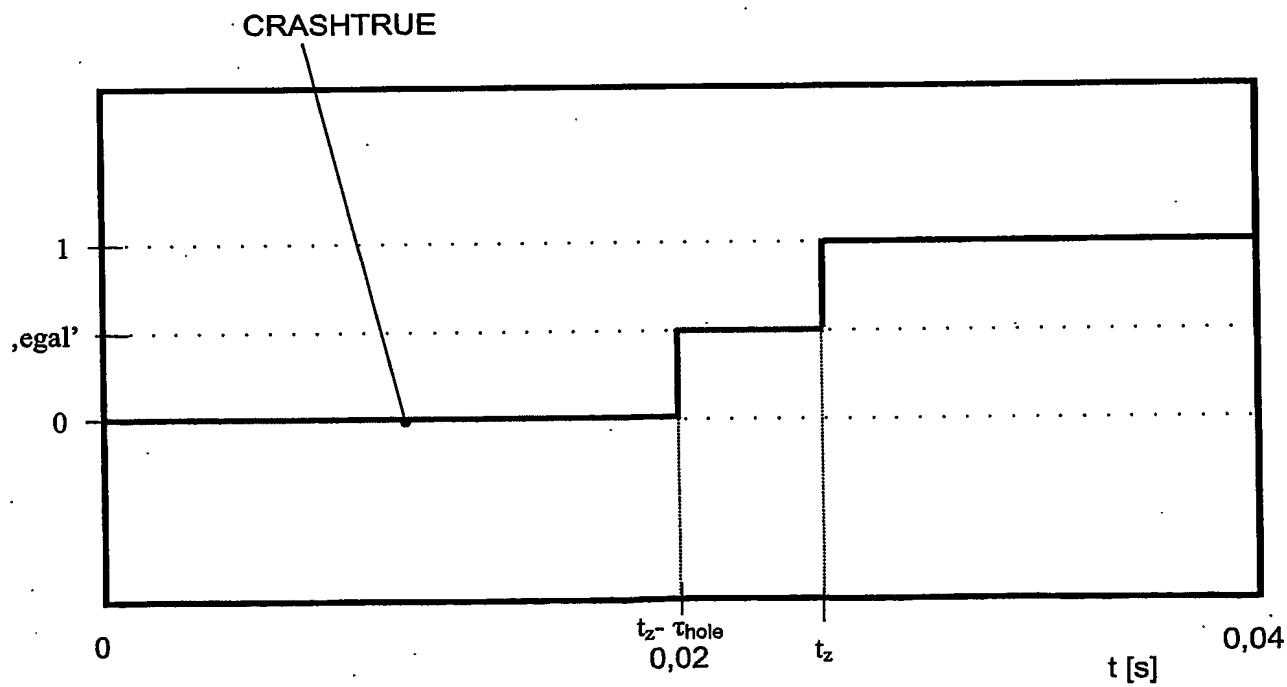 CRASHTRUE
1
‚egal’
0
0
t_z- τ_hole
0,02
t_z
0,04
t [s]